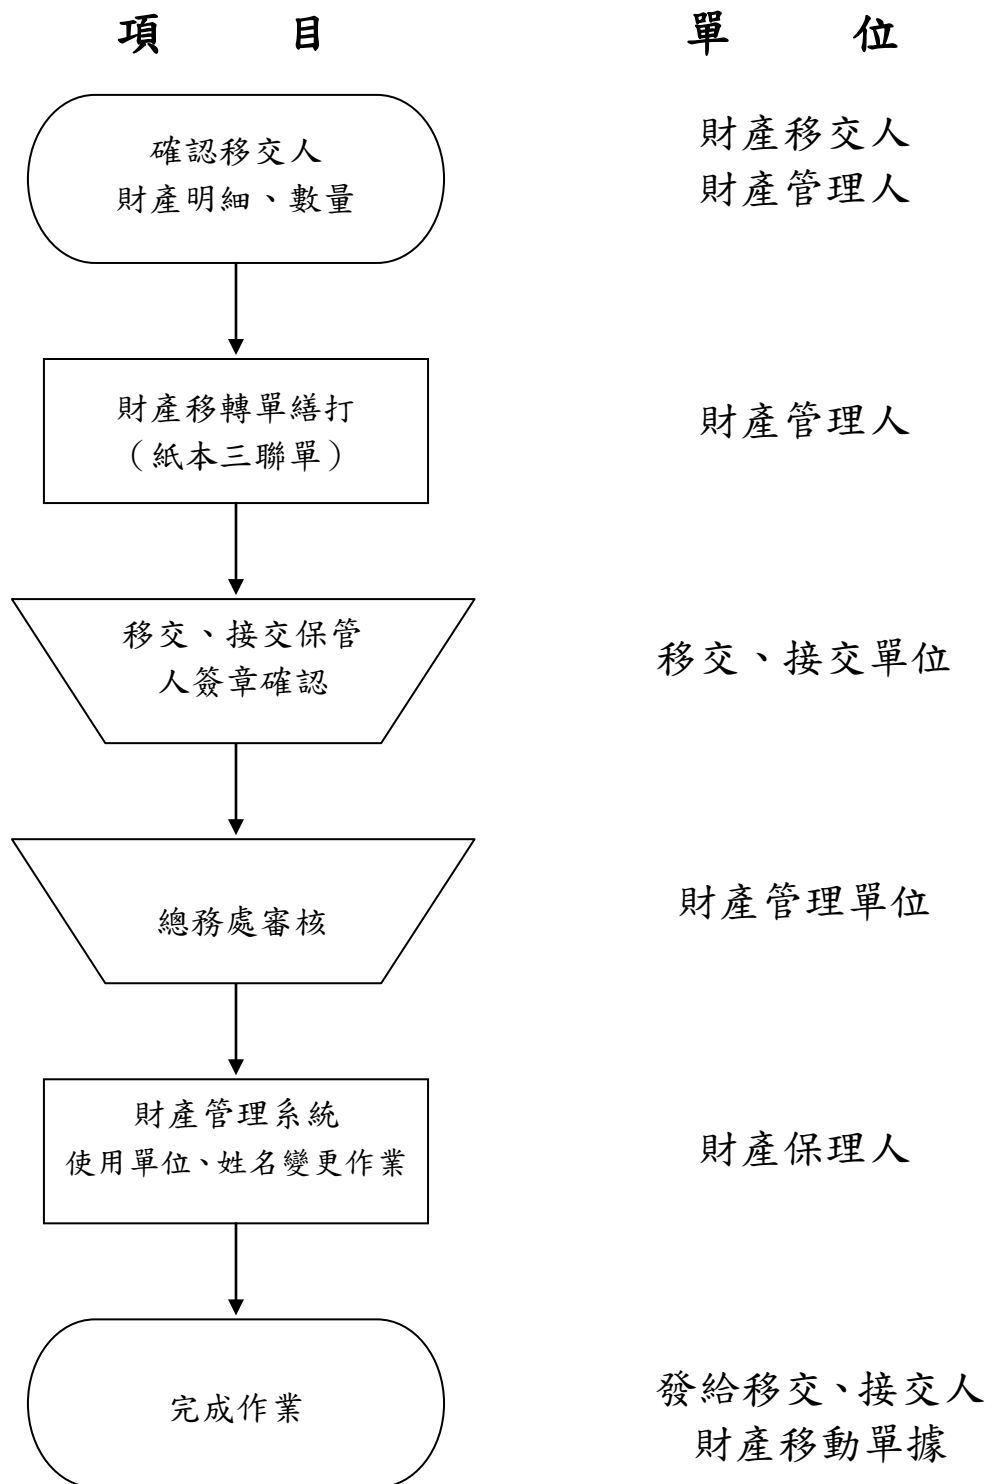 項 目 單 位
確認移交人
財產明細、數量
財產移交人
財產管理人
財產移轉單繕打
（紙本三聯單）
財產管理人
移交、接交保管
人簽章確認
移交、接交單位
總務處審核
財產管理單位
財產管理系統
使用單位、姓名變更作業
財產保理人
完成作業
發給移交、接交人
財產移動單據